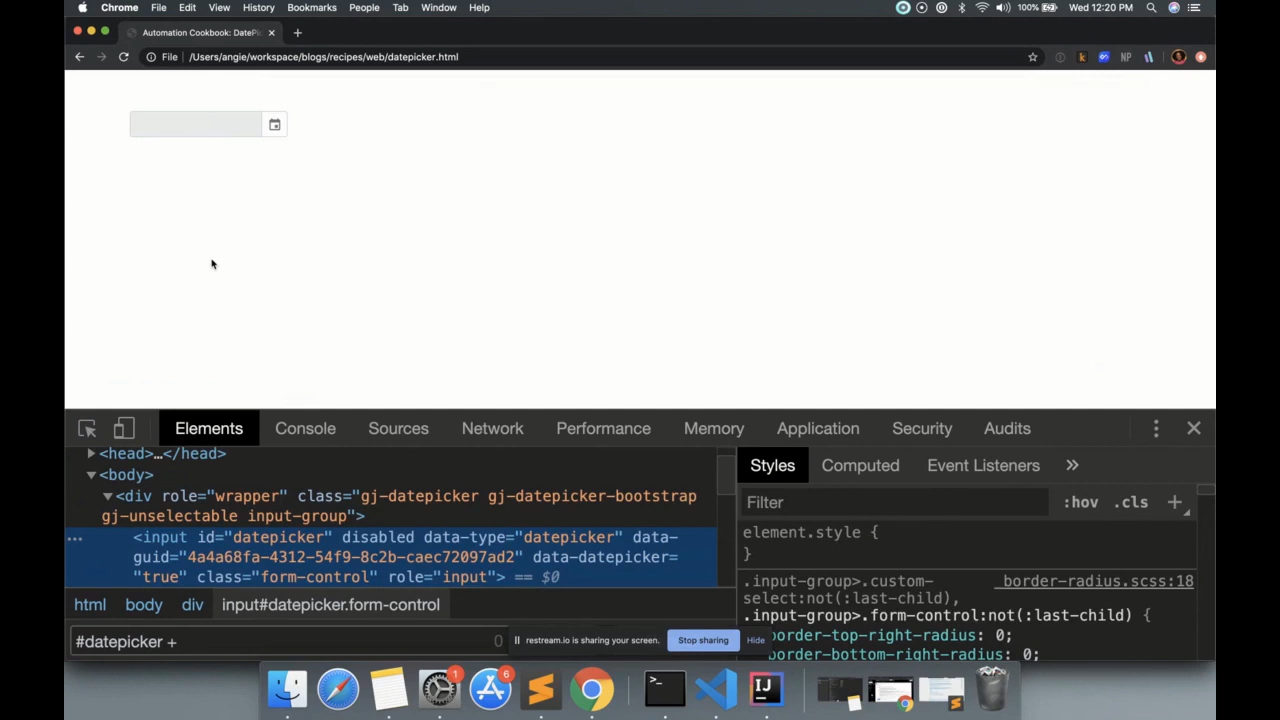 Chrome File Edit View History Bookmarks People Tab Window Help 100% Wed 12:20 PM
Automation Cookbook: DatePi
File /Users/angie/workspace/blogs/recipes/web/datepicker.html
k NP
Elements Console Sources Network Performance Memory Application Security Audits
<head>…</head>
<body>
<div role="wrapper" class="gj-datepicker gj-datepicker-bootstrap
gj-unselectable input-group">
<input id="datepicker" disabled data-type="datepicker" data-
guid="4a4a68fa-4312-54f9-8c2b-caec72097ad2" data-datepicker=
"true" class="form-control" role="input"> == $0
html body div input#datepicker.form-control
#datepicker + 0
Styles Computed Event Listeners
Filter :hov .cls
element.style {
}
.input-group>.custom- _border-radius.scss:18
select:not(:last-child),
.input-group>.form-control:not(:last-child) {
border-top-right-radius: 0;
border-bottom-right-radius: 0;
restream.io is sharing your screen. Stop sharing Hide
1 6 >_ IJ